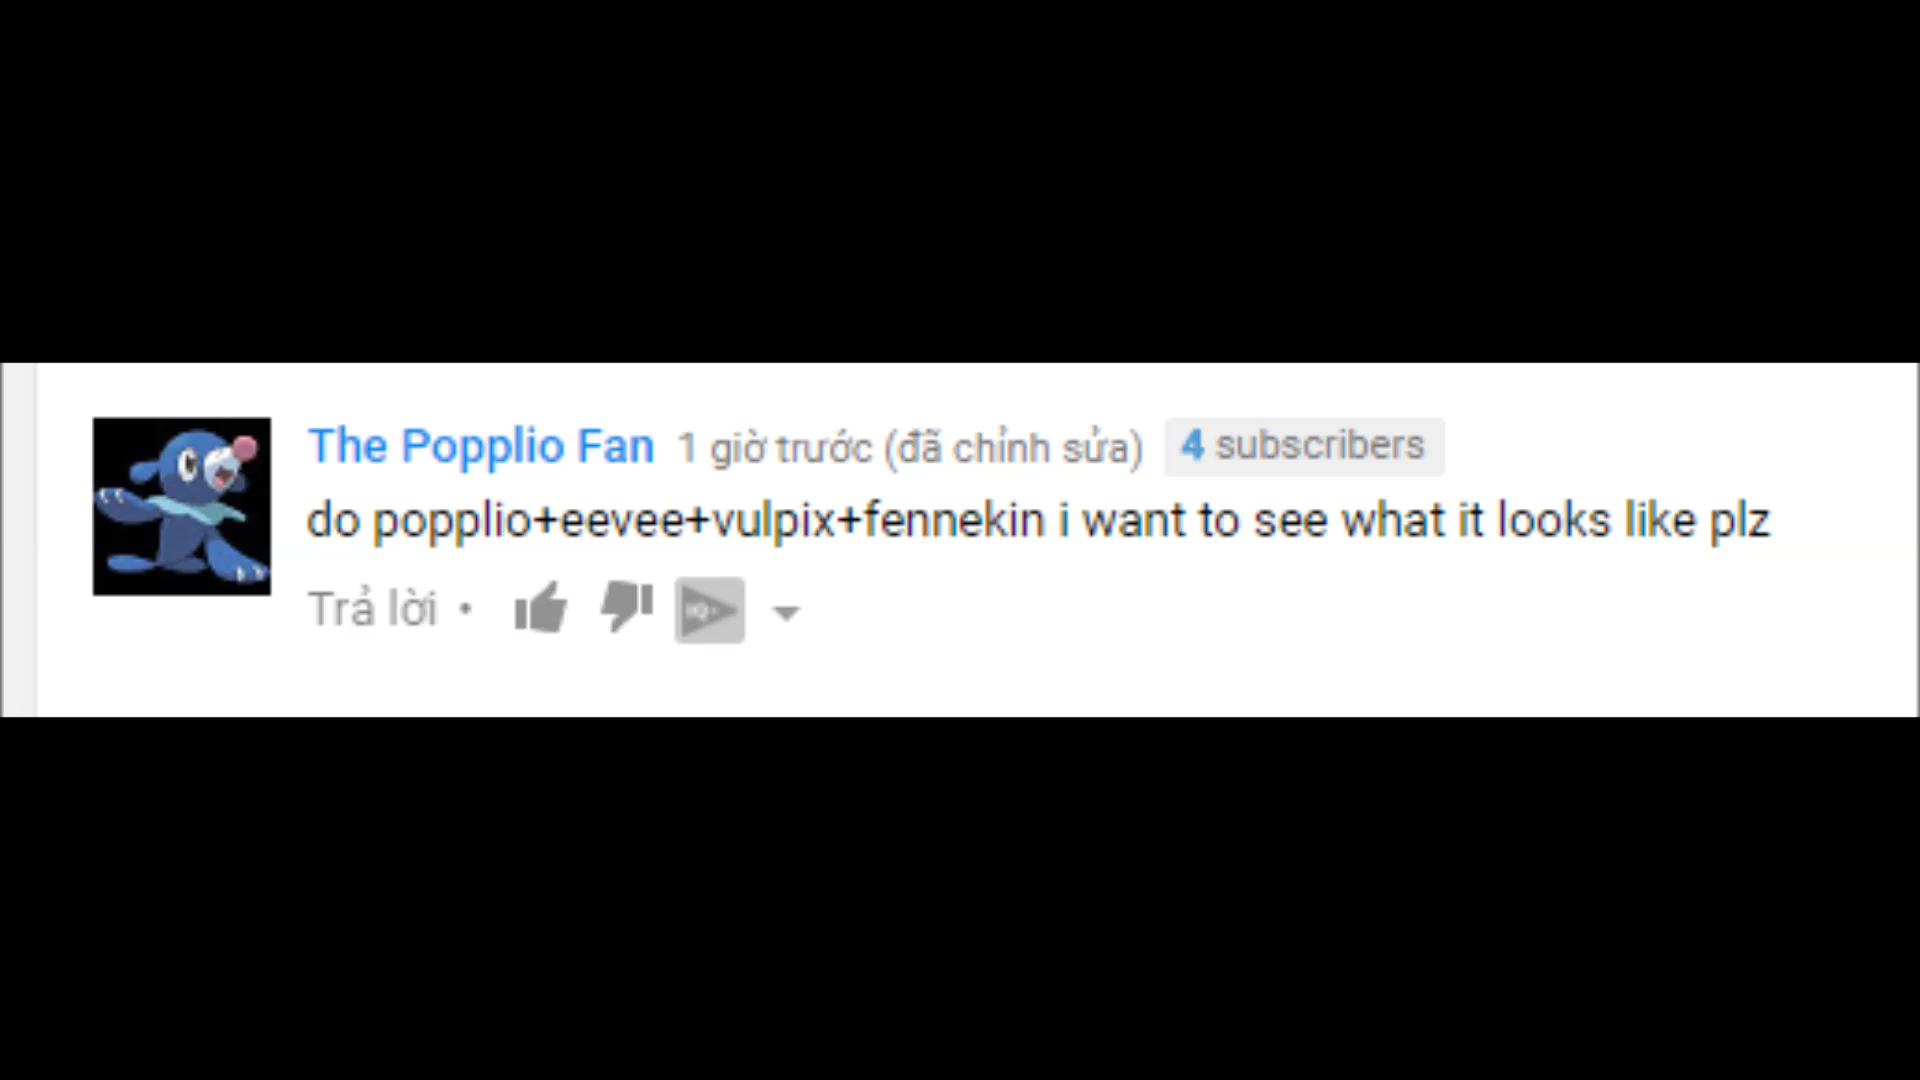 The Popplio Fan 1 giờ trước (đã chỉnh sửa) 4 subscribers
do popplio+eevee+vulpix+fennekin i want to see what it looks like plz
Trả lời •